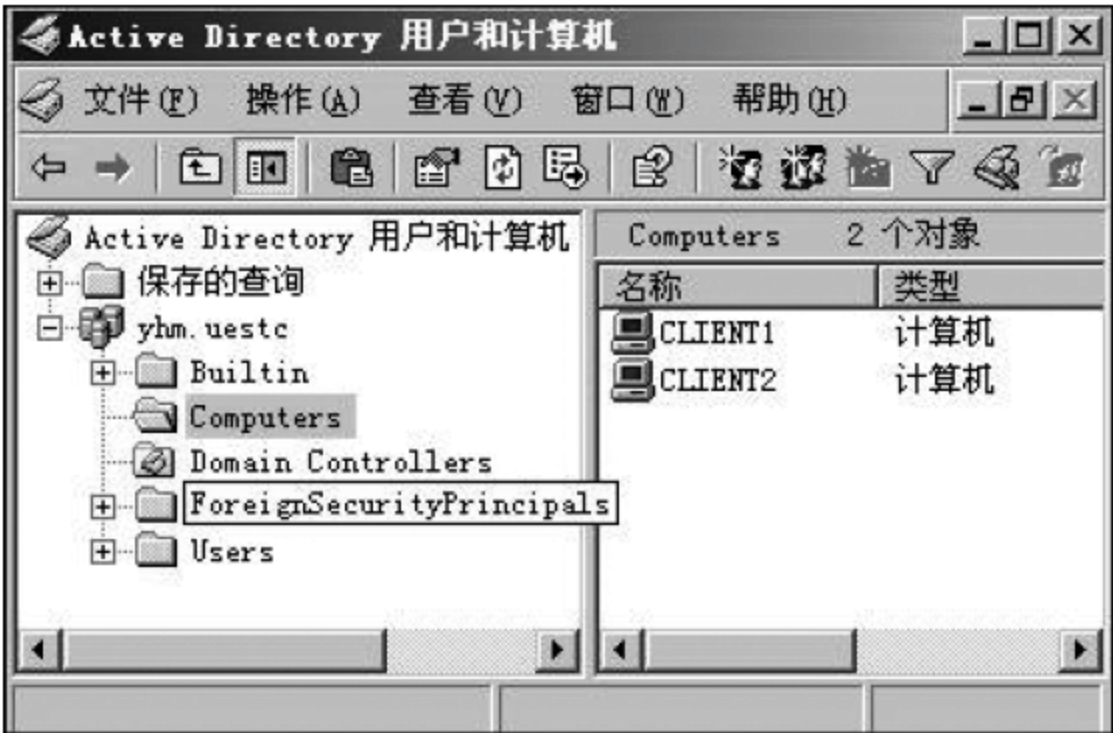 Active Directory 用户和计算机
文件(F) 操作(A) 查看(V) 窗口(W) 帮助(H)
Active Directory 用户和计算机
保存的查询
yhm.uestc
Builtin
Computers
Domain Controllers
ForeignSecurityPrincipals
Users
Computers 2 个对象
名称 类型
CLIENT1 计算机
CLIENT2 计算机